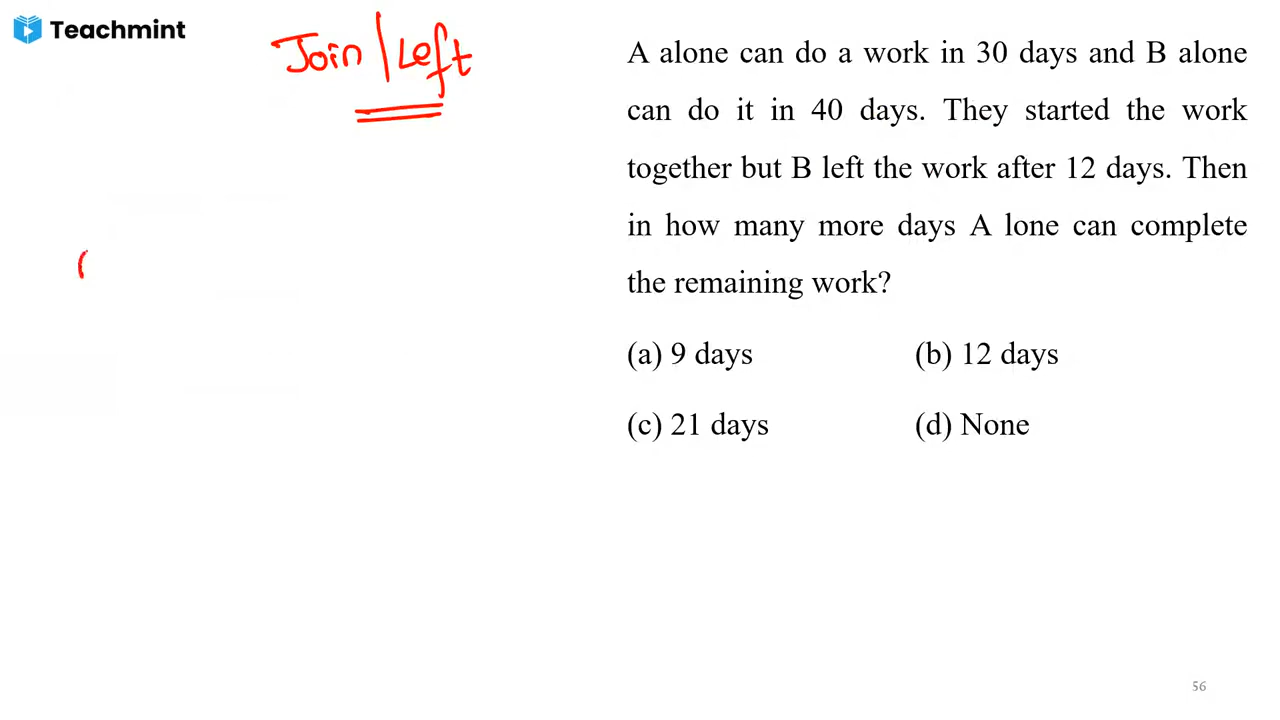 Teachmint
Join | Left
A alone can do a work in 30 days and B alone
can do it in 40 days. They started the work
together but B left the work after 12 days. Then
in how many more days A lone can complete
the remaining work?
(a) 9 days (b) 12 days
(c) 21 days (d) None
56